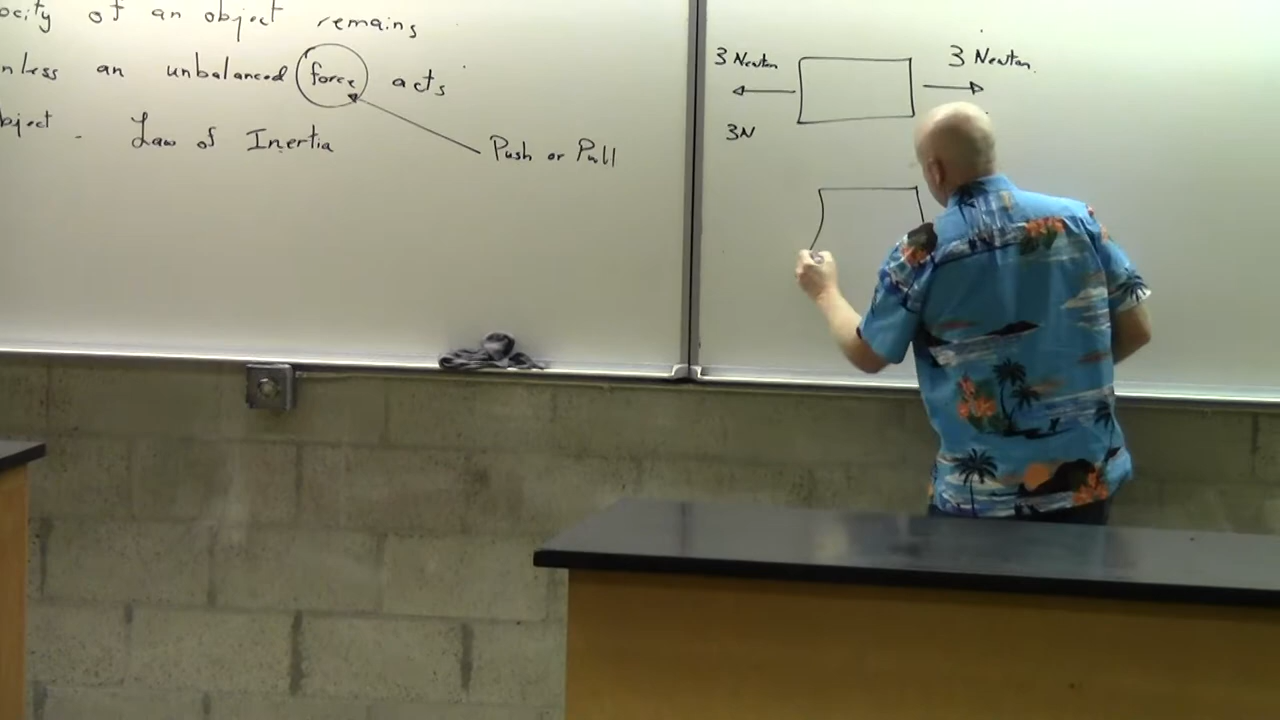 ocity of an object remains
nless an unbalanced force acts
bject. Law of Inertia
Push or Pull
3 Newton
3 Newton
3N